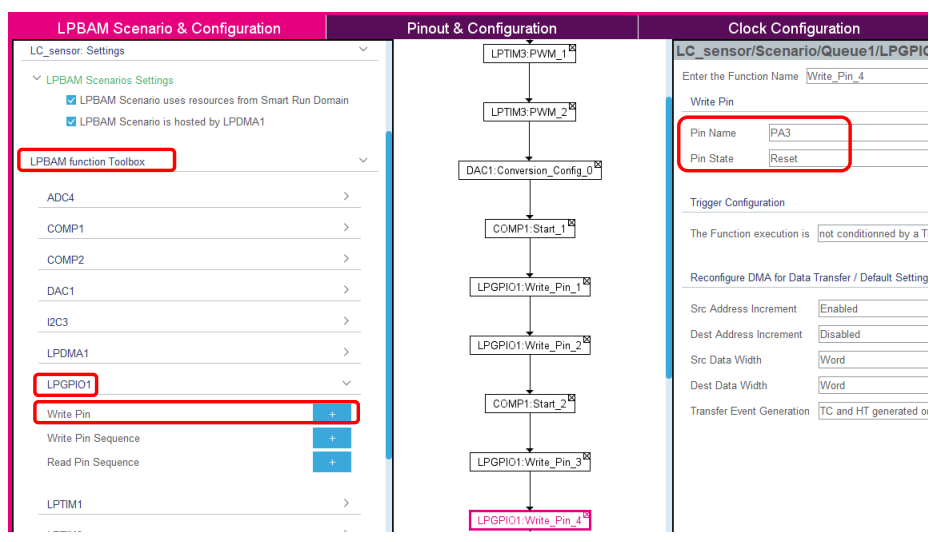 LPBAM Scenario & Configuration
Pinout & Configuration
Clock Configuration
LC_sensor: Settings
LPBAM Scenarios Settings
LPBAM Scenario uses resources from Smart Run Domain
LPBAM Scenario is hosted by LPDMA1
LPBAM function Toolbox
ADC4
COMP1
COMP2
DAC1
I2C3
LPDMA1
LPGPIO1
Write Pin
+
Write Pin Sequence
+
Read Pin Sequence
+
LPTIM1
LPTIM3:PWM_1
LPTIM3:PWM_2
DAC1:Conversion_Config_0
COMP1:Start_1
LPGPIO1:Write_Pin_1
LPGPIO1:Write_Pin_2
COMP1:Start_2
LPGPIO1:Write_Pin_3
LPGPIO1:Write_Pin_4
LC_sensor/Scenario/Queue1/LPGPIO
Enter the Function Name Write_Pin_4
Write Pin
Pin Name PA3
Pin State Reset
Trigger Configuration
The Function execution is not conditionned by a T
Reconfigure DMA for Data Transfer / Default Setting
Src Address Increment Enabled
Dest Address Increment Disabled
Src Data Width Word
Dest Data Width Word
Transfer Event Generation TC and HT generated o